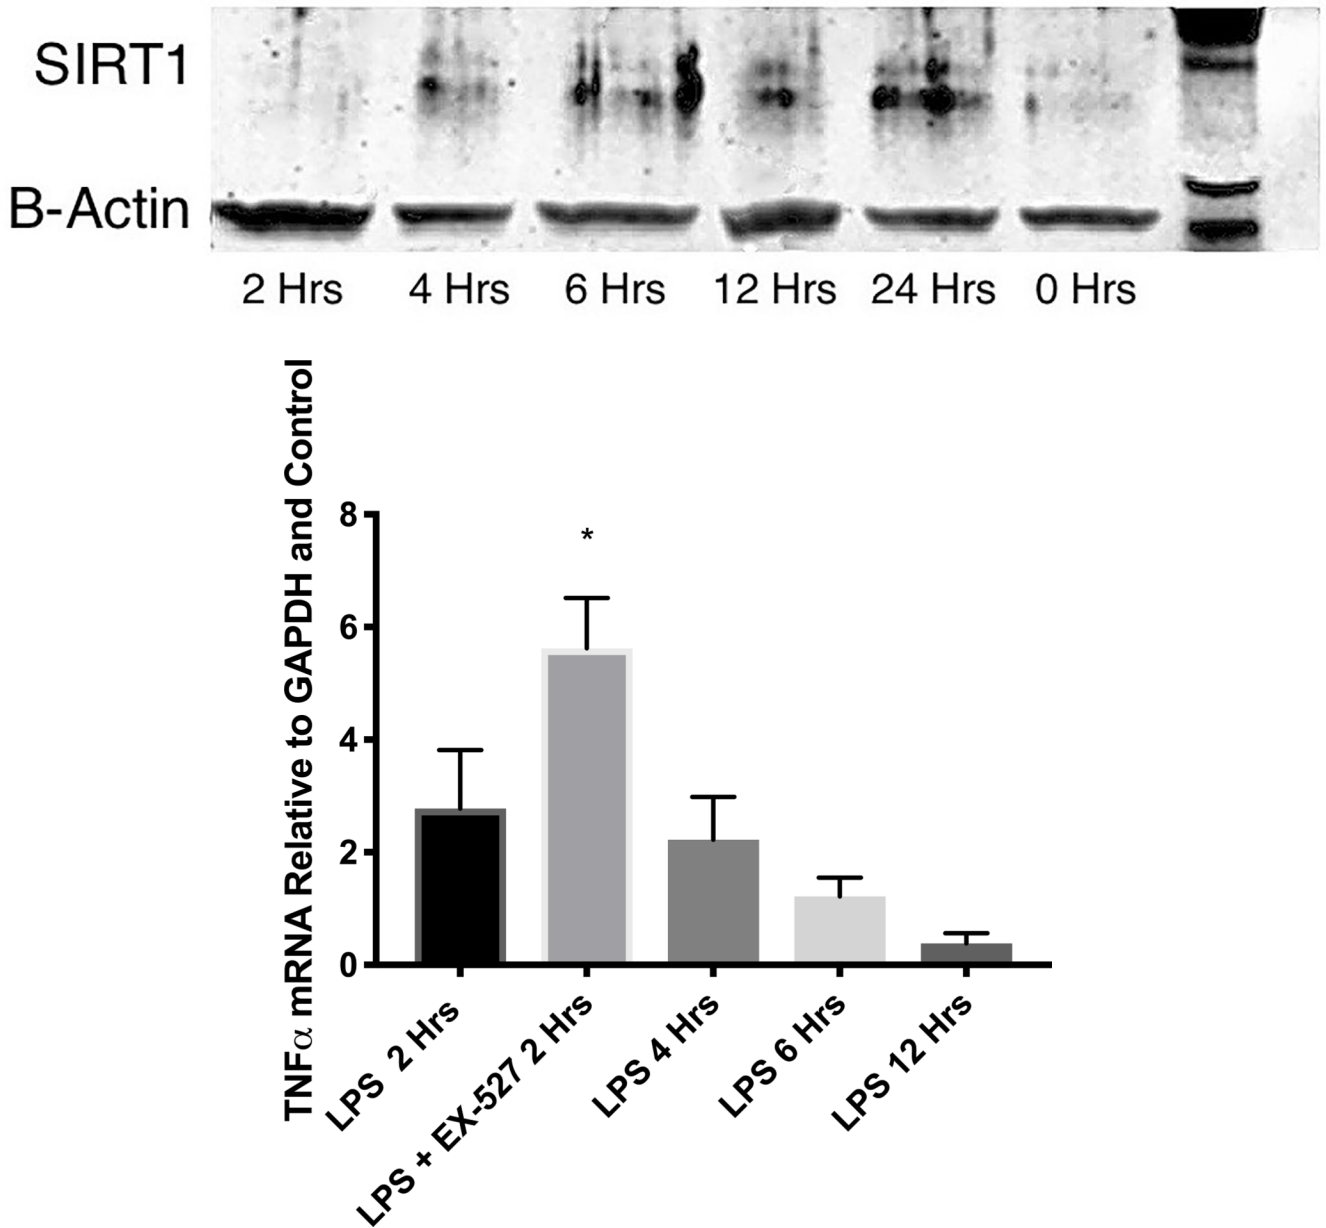 SIRT1
B-Actin
2 Hrs 4 Hrs 6 Hrs 12 Hrs 24 Hrs 0 Hrs
TNFα mRNA Relative to GAPDH and Control
8
*
6
4
2
0
LPS  2 Hrs
LPS + EX-527 2 Hrs
LPS 4 Hrs
LPS 6 Hrs
LPS 12 Hrs